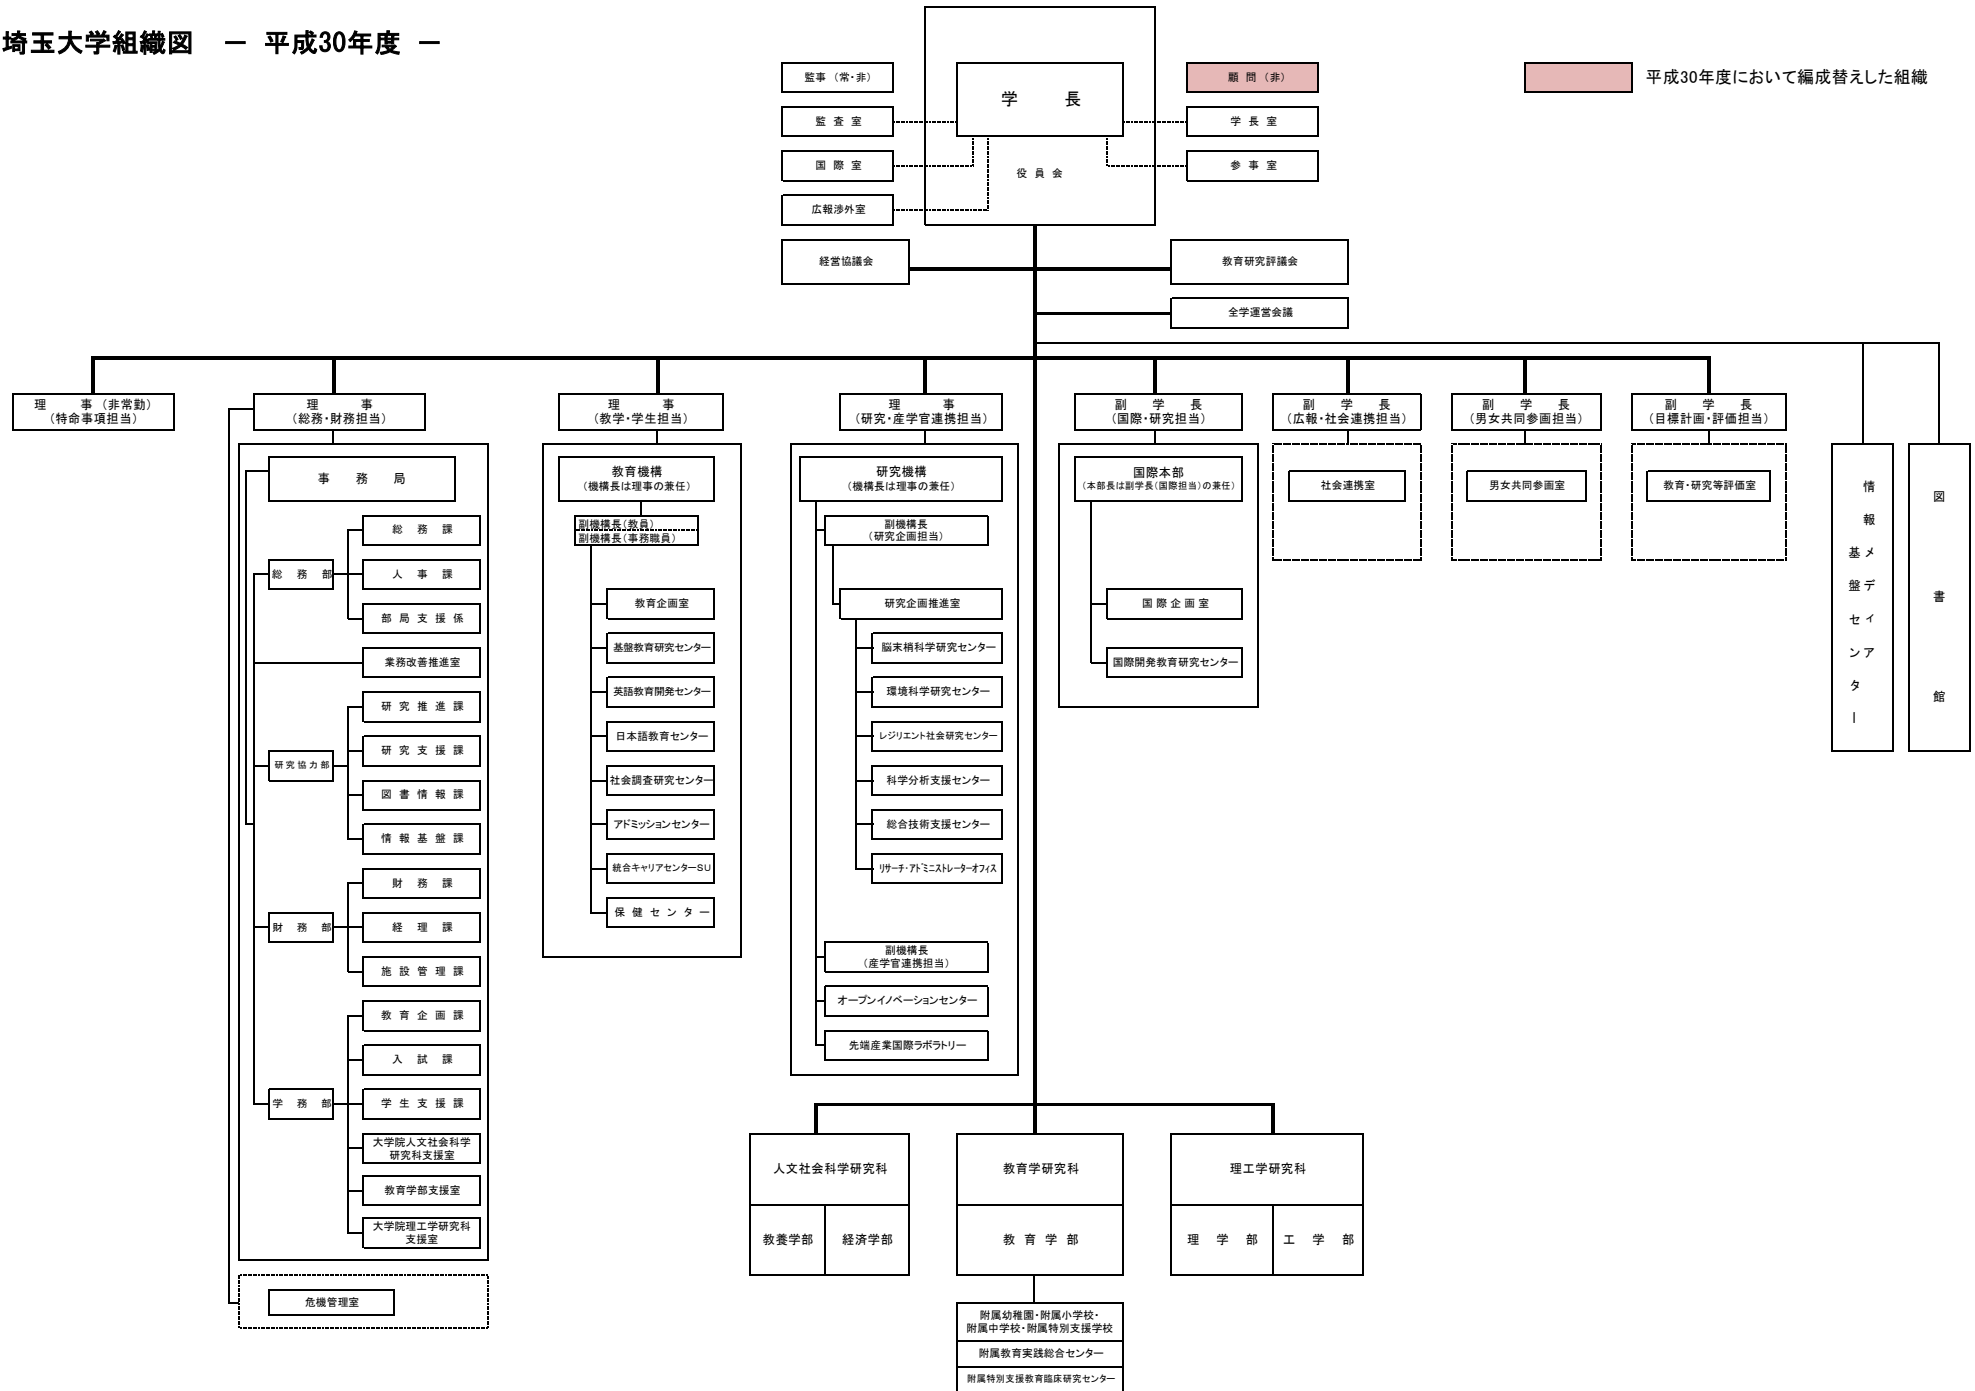 埼玉大学組織図 － 平成30年度 －
監事（常・非）
学 長
顧 問（非）
平成30年度において編成替えした組織
監 査 室
学 長 室
国 際 室
役 員 会
参 事 室
広報渉外室
経営協議会
教育研究評議会
全学運営会議
理 事（非常勤）
（特命事項担当）
理 事
（総務・財務担当）
理 事
（教学・学生担当）
理 事
（研究・産学官連携担当）
副 学 長
（国際・研究担当）
副 学 長
（広報・社会連携担当）
副 学 長
（男女共同参画担当）
副 学 長
（目標計画・評価担当）
事 務 局
総 務 部
総 務 課
人 事 課
部 局 支 援 係
業務改善推進室
研 究 協 力 部
研 究 推 進 課
研 究 支 援 課
図 書 情 報 課
情 報 基 盤 課
財 務 部
財 務 課
経 理 課
施 設 管 理 課
学 務 部
教 育 企 画 課
入 試 課
学 生 支 援 課
大学院人文社会科学
研究科支援室
教育学部支援室
大学院理工学研究科
支援室
危機管理室
教育機構
（機構長は理事の兼任）
副機構長（教員）
副機構長（事務職員）
教育企画室
基盤教育研究センター
英語教育開発センター
日本語教育センター
社会調査研究センター
アドミッションセンター
統合キャリアセンターSU
保 健 セ ン タ ー
研究機構
（機構長は理事の兼任）
副機構長
（研究企画担当）
研究企画推進室
脳末梢科学研究センター
環境科学研究センター
レジリエント社会研究センター
科学分析支援センター
総合技術支援センター
リサーチ・アドミニストレーターオフィス
副機構長
（産学官連携担当）
オープンイノベーションセンター
先端産業国際ラボラトリー
国際本部
（本部長は副学長（国際担当）の兼任）
国 際 企 画 室
国際開発教育研究センター
社会連携室
男女共同参画室
教育・研究等評価室
情報メディア
基盤センター
図書館
人文社会科学研究科
教養学部
経済学部
教育学研究科
教 育 学 部
理工学研究科
理 学 部
工 学 部
附属幼稚園・附属小学校・
附属中学校・附属特別支援学校
附属教育実践総合センター
附属特別支援教育臨床研究センター